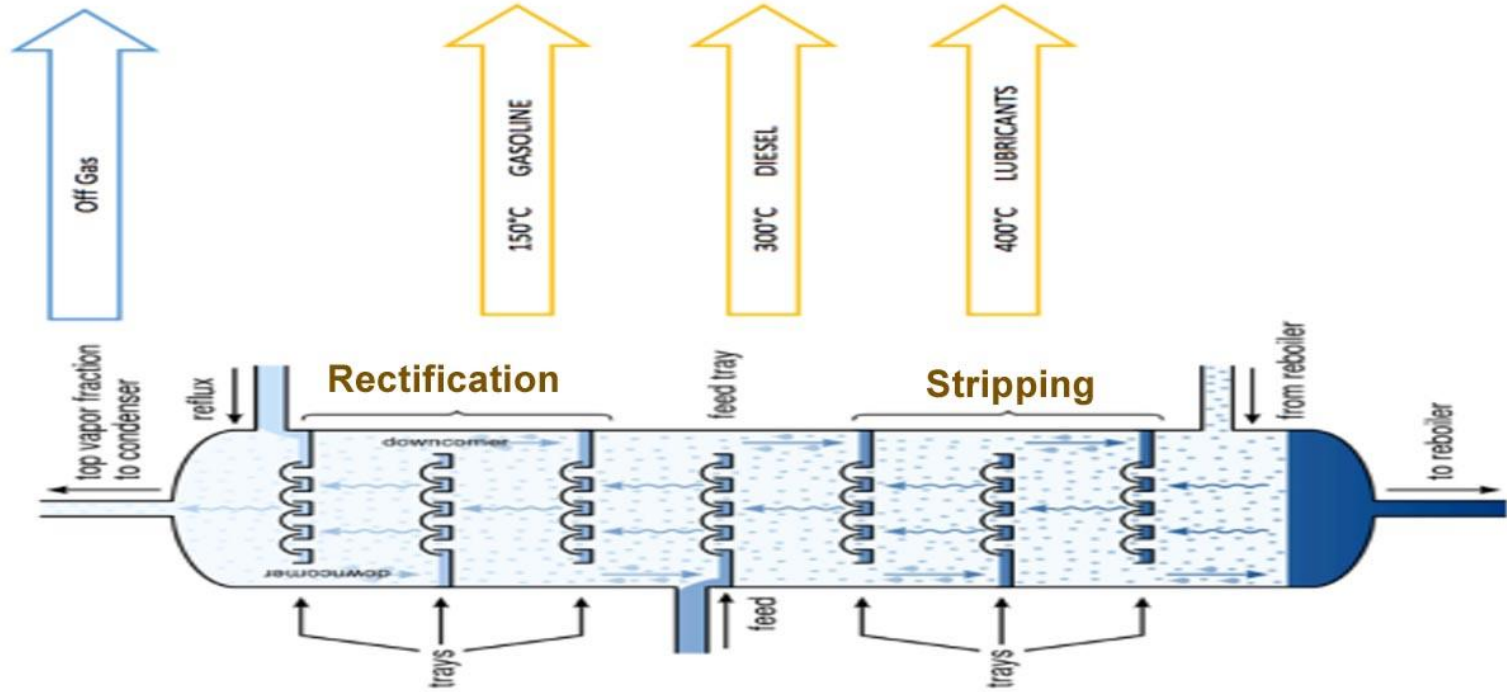 Off Gas
150°C GASOLINE
300°C DIESEL
400°C LUBRICANTS
top vapor fraction
to condenser
reflux
Rectification
feed tray
Stripping
from reboiler
to reboiler
downcomer
downcomer
trays
feed
trays